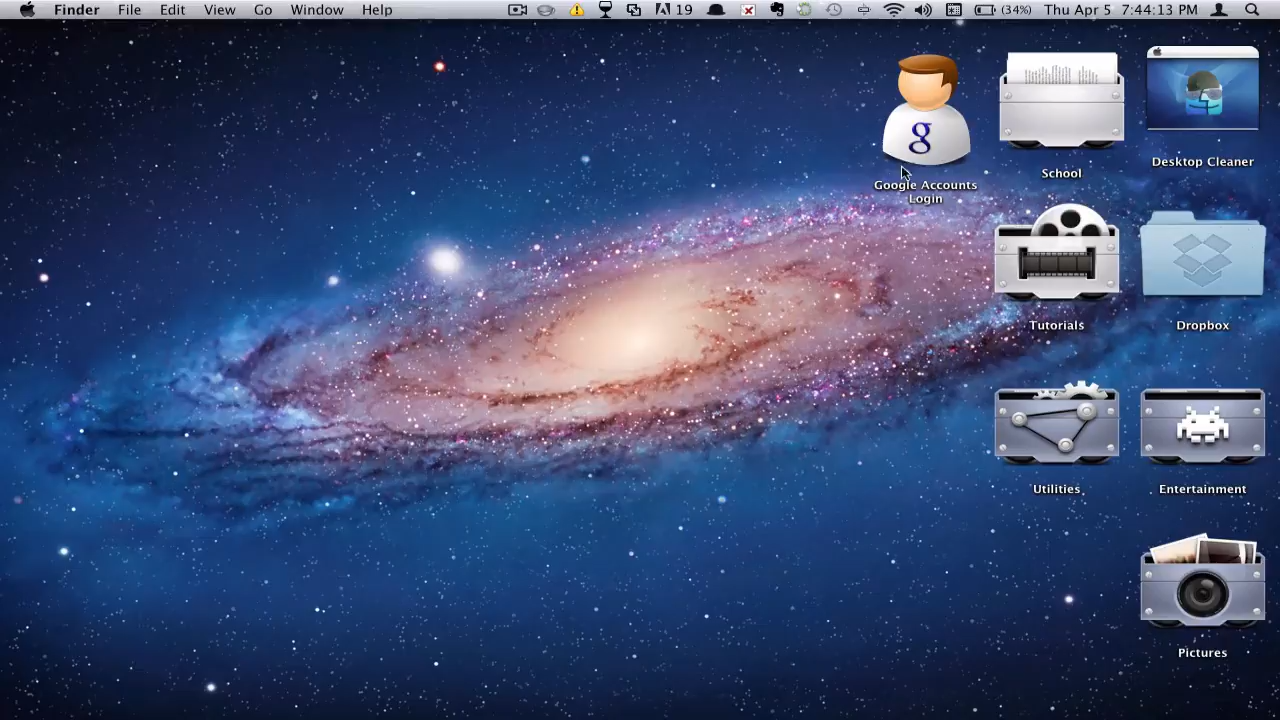 Finder File Edit View Go Window Help 19 (34%) Thu Apr 5 7:44:13 PM
g
Google Accounts
Login
School
Desktop Cleaner
Tutorials
Dropbox
Utilities
Entertainment
Pictures